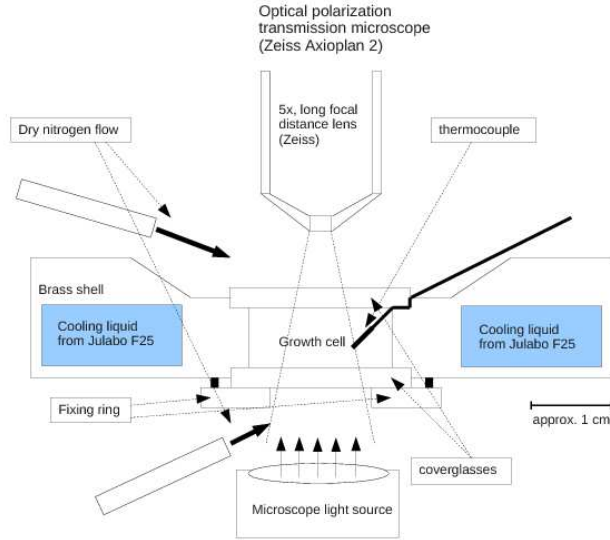 Optical polarization
transmission microscope
(Zeiss Axioplan 2)
5x, long focal
distance lens
(Zeiss)
Dry nitrogen flow
thermocouple
Brass shell
Cooling liquid
from Julabo F25
Growth cell
Cooling liquid
from Julabo F25
Fixing ring
approx. 1 cm
coverglasses
Microscope light source